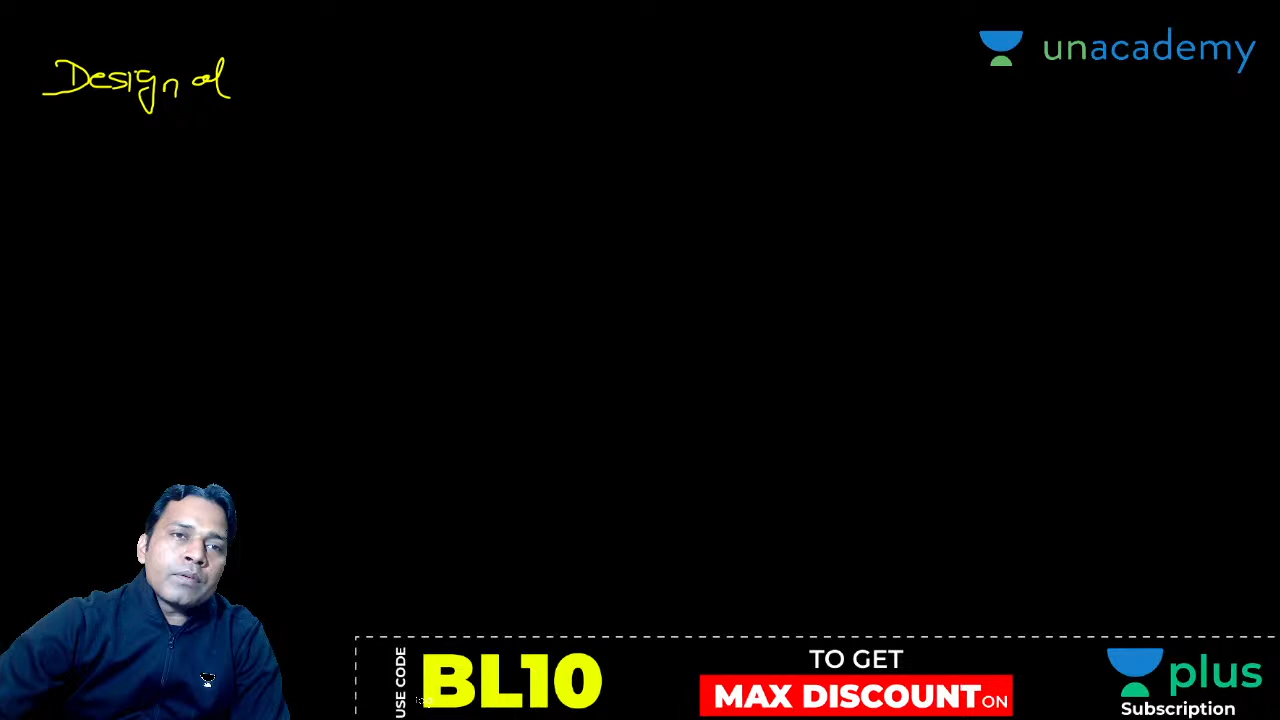 Design of
unacademy
USE CODE
BL10
TO GET
MAX DISCOUNT ON
plus
Subscription